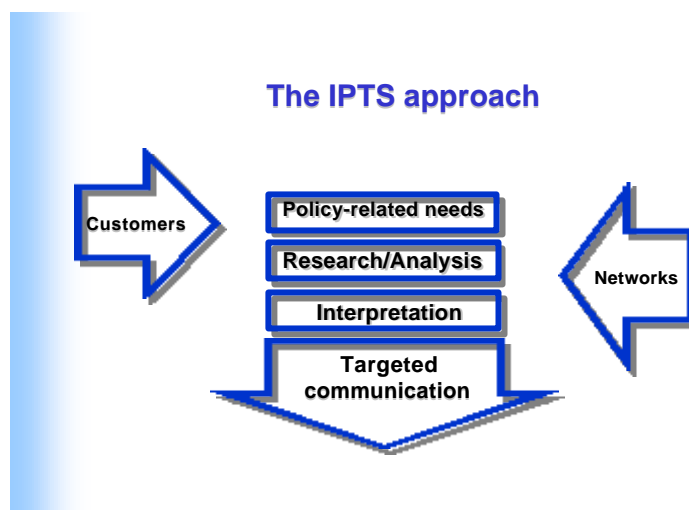 The IPTS approach
Customers
Policy-related needs
Research/Analysis
Interpretation
Targeted
communication
Networks